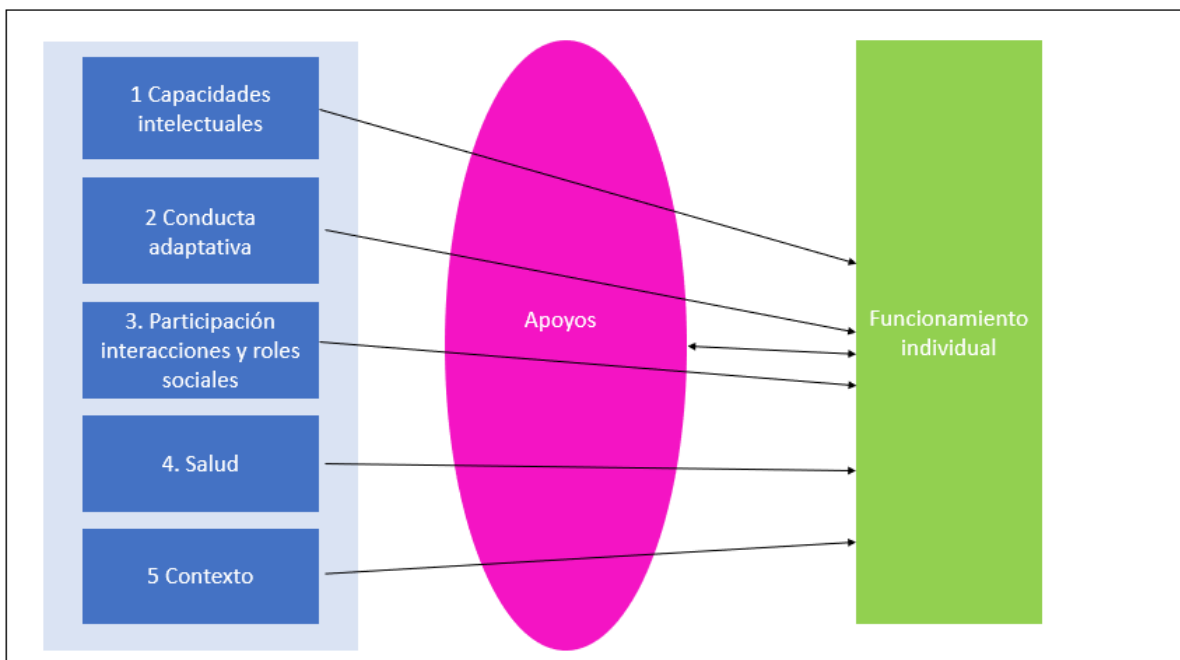 1 Capacidades
intelectuales
2 Conducta
adaptativa
3. Participación
interacciones y roles
sociales
4. Salud
5 Contexto
Apoyos
Funcionamiento
individual